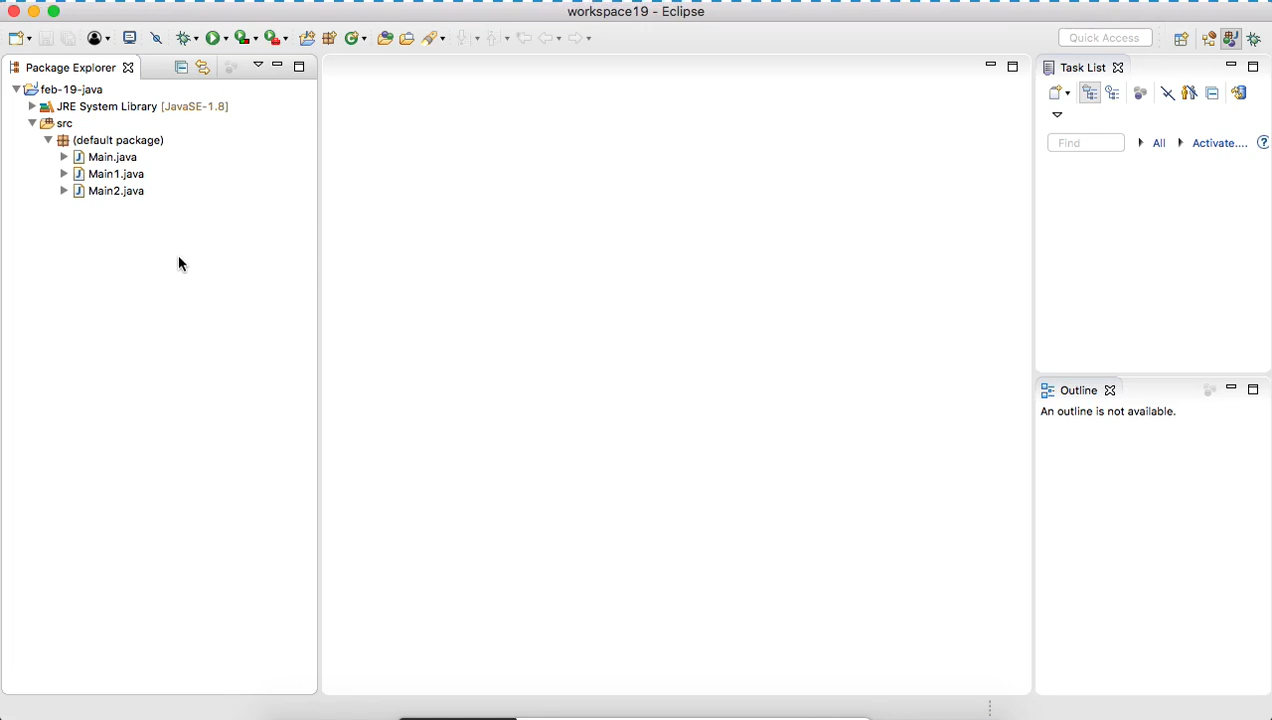 workspace19 - Eclipse
Quick Access
Package Explorer
feb-19-java
JRE System Library [JavaSE-1.8]
src
(default package)
Main.java
Main1.java
Main2.java
Task List
Find
All
Activate....
Outline
An outline is not available.